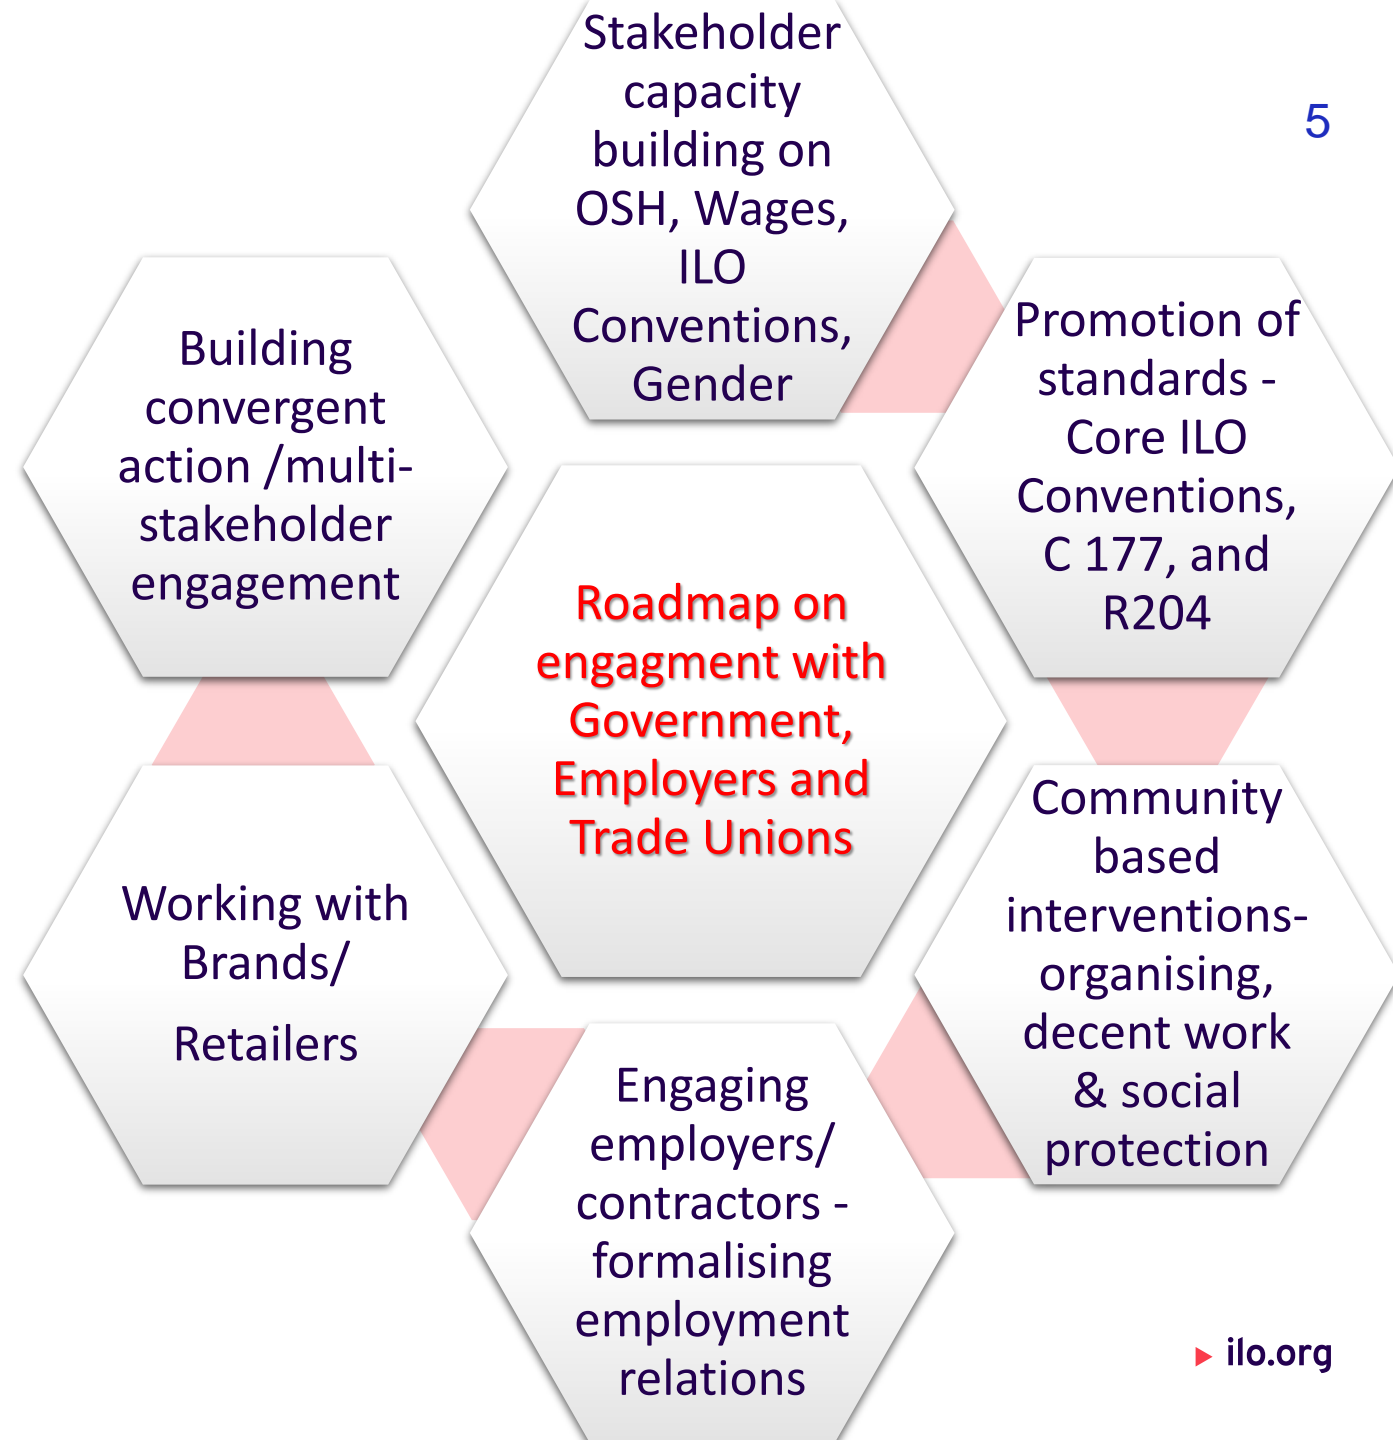 Stakeholder
capacity
building on
OSH, Wages,
ILO
Conventions,
Gender
5
Promotion of
standards -
Core ILO
Conventions,
C 177, and
R204
Building
convergent
action /multi-
stakeholder
engagement
Roadmap on
engagment with
Government,
Employers and
Trade Unions
Community
based
interventions-
organising,
decent work
& social
protection
Working with
Brands/
Retailers
Engaging
employers/
contractors -
formalising
employment
relations
ilo.org